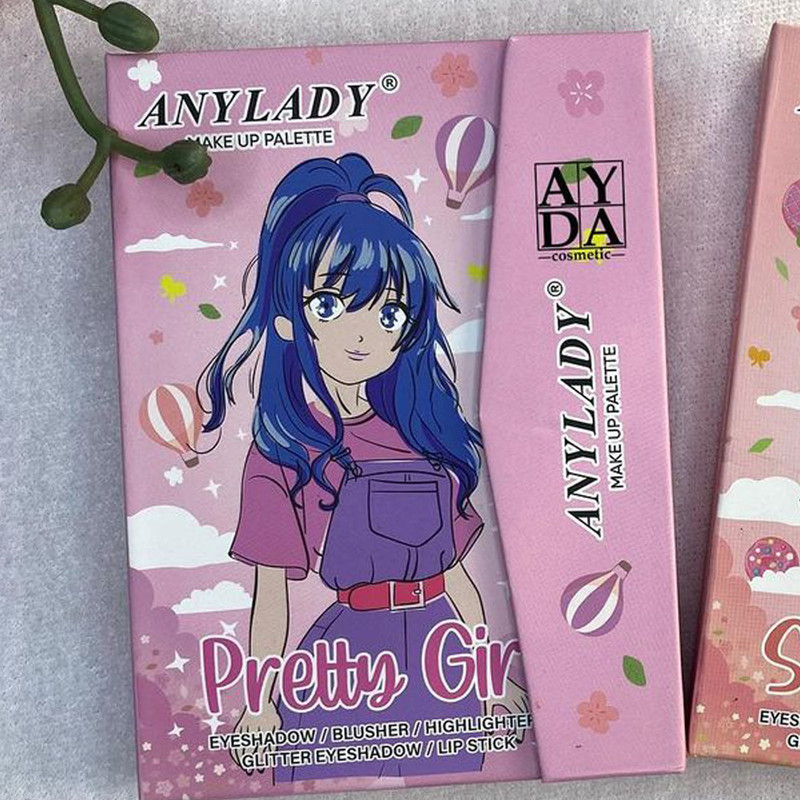 ANYLADY®
MAKE UP PALETTE
AY
DA
cosmetic
ANYLADY®
MAKE UP PALETTE
Pretty Gir
EYESHADOW / BLUSHER / HIGHLIGHTER
GLITTER EYESHADOW / LIP STICK
S
EYES
G